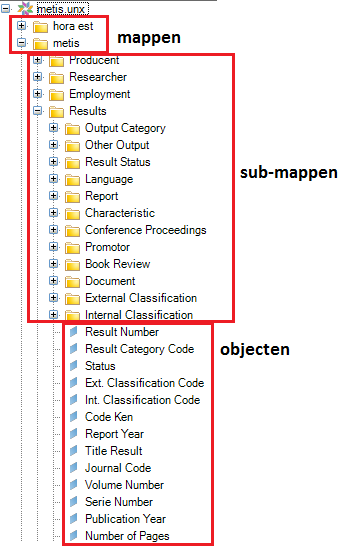 metis.unx
hora est
mappen
metis
Producent
Researcher
Employment
Results
Output Category
Other Output
Result Status
sub-mappen
Language
Report
Characteristic
Conference Proceedings
Promotor
Book Review
Document
External Classification
Internal Classification
Result Number
objecten
Result Category Code
Status
Ext. Classification Code
Int. Classification Code
Code Ken
Report Year
Title Result
Journal Code
Volume Number
Serie Number
Publication Year
Number of Pages